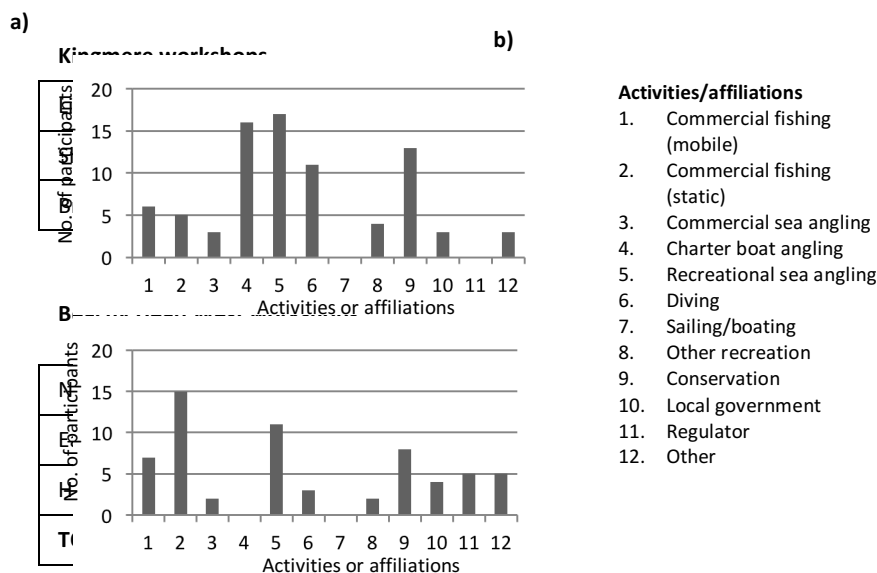 a)
b)
Kingmere workshops
20
15
10
5
0
No. of participants
1 2 3 4 5 6 7 8 9 10 11 12
Activities or affiliations
20
15
10
5
0
No. of participants
1 2 3 4 5 6 7 8 9 10 11 12
Activities or affiliations
Activities/affiliations
1. Commercial fishing
(mobile)
2. Commercial fishing
(static)
3. Commercial sea angling
4. Charter boat angling
5. Recreational sea angling
6. Diving
7. Sailing/boating
8. Other recreation
9. Conservation
10. Local government
11. Regulator
12. Other